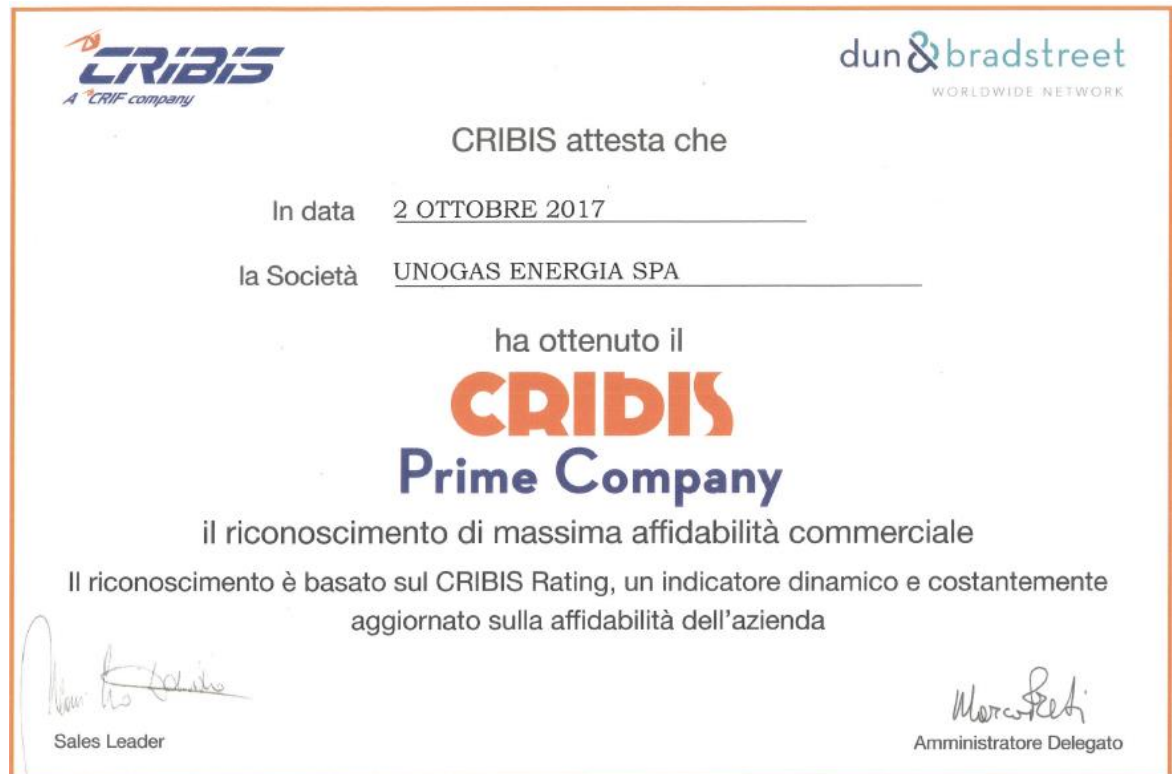 CRIBIS
A CRIF company
dun & bradstreet
WORLDWIDE NETWORK
CRIBIS attesta che
In data 2 OTTOBRE 2017
la Società UNOGAS ENERGIA SPA
ha ottenuto il
CRIBIS
Prime Company
il riconoscimento di massima affidabilità commerciale
Il riconoscimento è basato sul CRIBIS Rating, un indicatore dinamico e costantemente
aggiornato sulla affidabilità dell'azienda
Marco Preti
Sales Leader
Amministratore Delegato